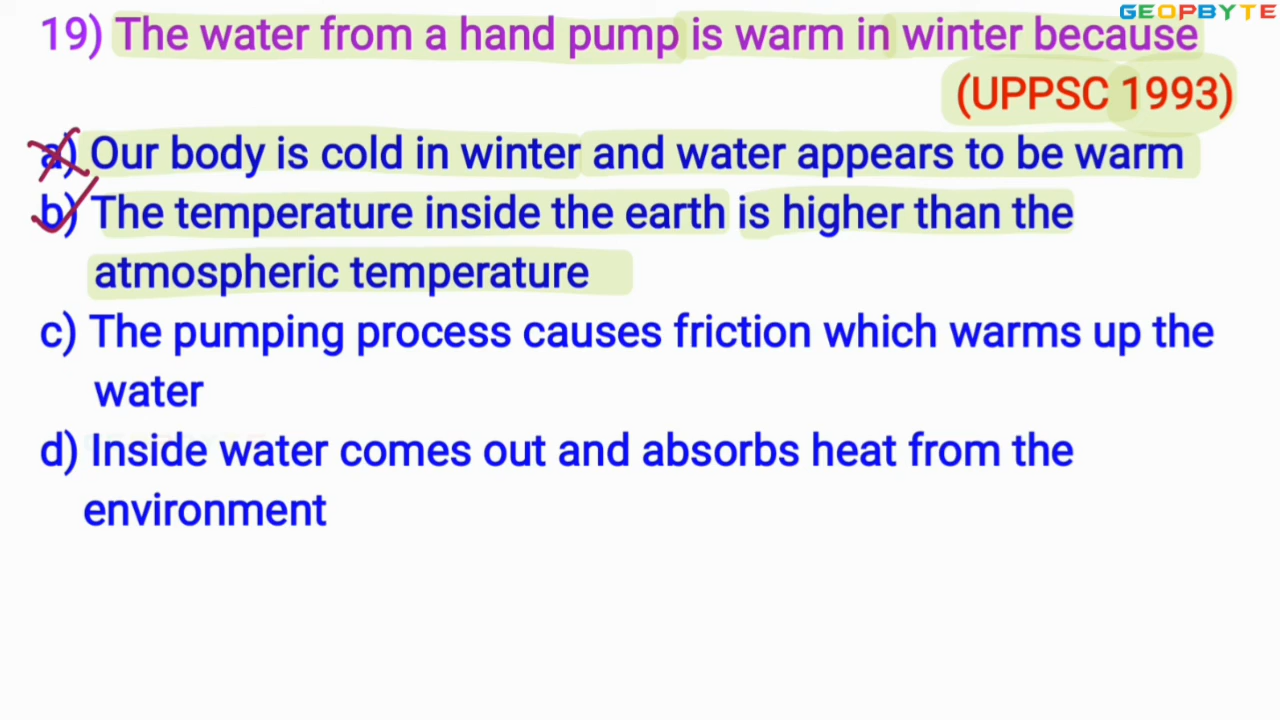 GEOPBYTE
19) The water from a hand pump is warm in winter because
(UPPSC 1993)
a) Our body is cold in winter and water appears to be warm
b) The temperature inside the earth is higher than the
atmospheric temperature
c) The pumping process causes friction which warms up the
water
d) Inside water comes out and absorbs heat from the
environment